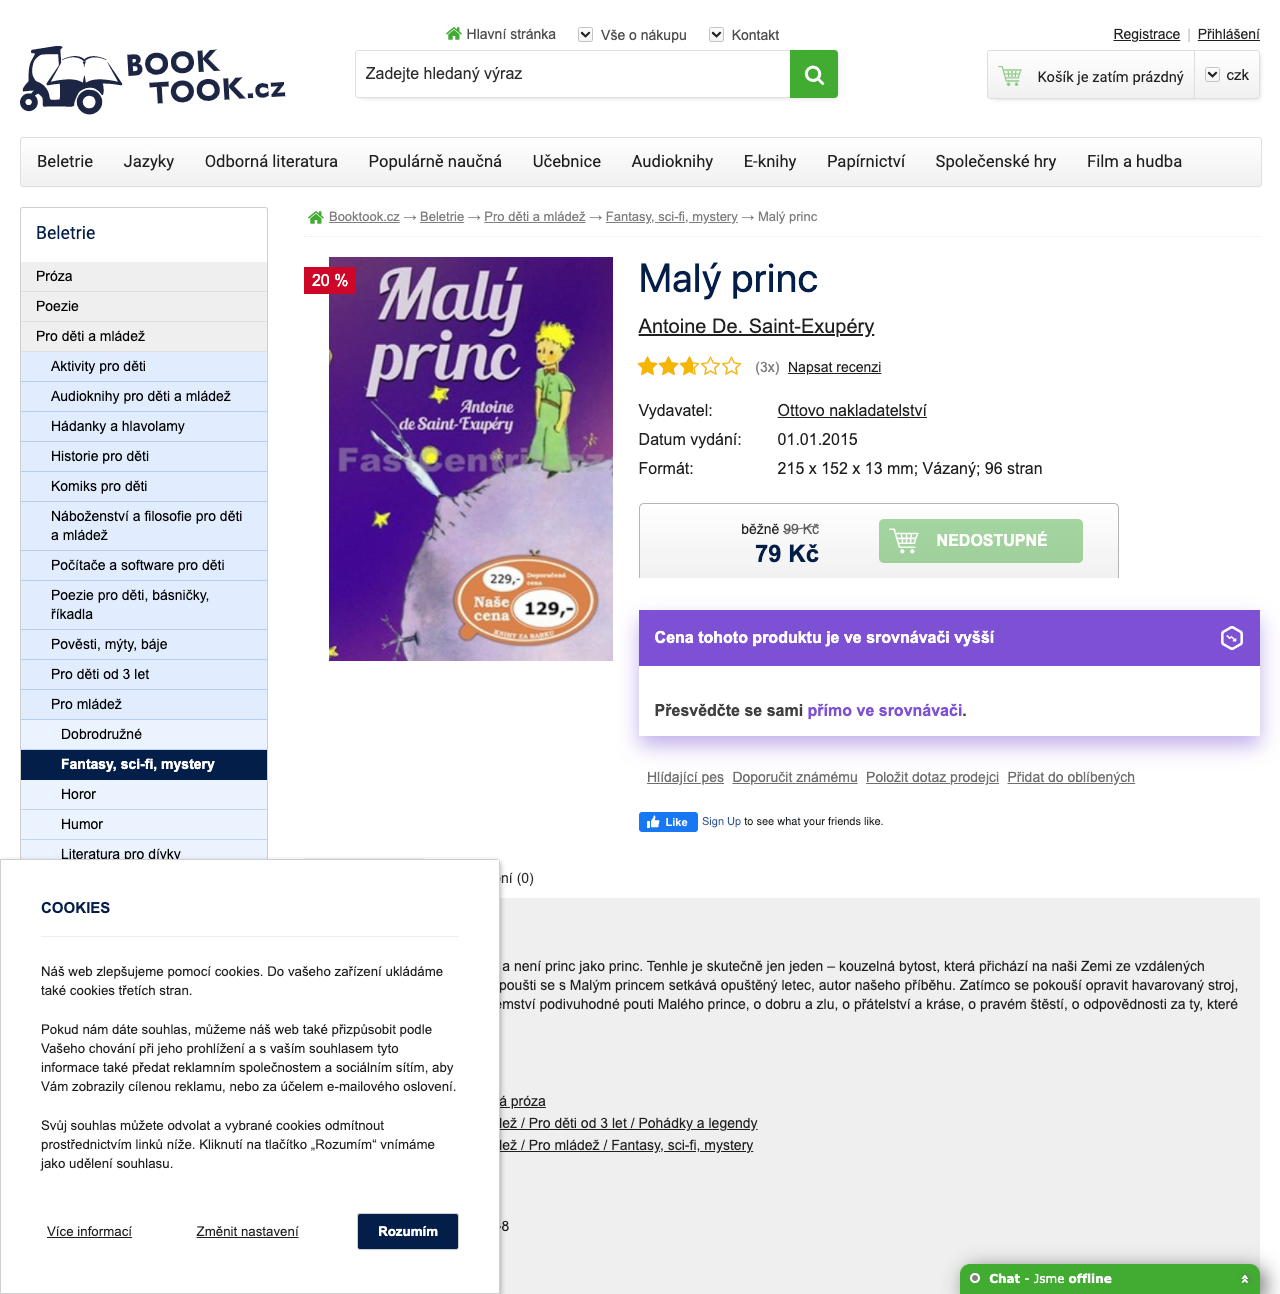 Hlavní stránka
Vše o nákupu
Kontakt
Registrace | Přihlášení
BOOK
TOOK.cz
Zadejte hledaný výraz
Košík je zatím prázdný
czk
Beletrie Jazyky Odborná literatura Populárně naučná Učebnice Audioknihy E-knihy Papírnictví Společenské hry Film a hudba
Beletrie
Próza
Poezie
Pro děti a mládež
Aktivity pro děti
Audioknihy pro děti a mládež
Hádanky a hlavolamy
Historie pro děti
Komiks pro děti
Náboženství a filosofie pro děti
a mládež
Počítače a software pro děti
Poezie pro děti, básničky,
říkadla
Pověsti, mýty, báje
Pro děti od 3 let
Pro mládež
Dobrodružné
Fantasy, sci-fi, mystery
Horor
Humor
Literatura pro dívky
Booktook.cz → Beletrie → Pro děti a mládež → Fantasy, sci-fi, mystery → Malý princ
20 %
Malý
princ
Antoine
de Saint-Exupéry
229,-
Doporučená
cena
Naše
cena
129,-
KNIHY ZA BABKU
Malý princ
Antoine De. Saint-Exupéry
(3x) Napsat recenzi
Vydavatel: Ottovo nakladatelství
Datum vydání: 01.01.2015
Formát: 215 x 152 x 13 mm; Vázaný; 96 stran
běžně 99 Kč
79 Kč
NEDOSTUPNÉ
Cena tohoto produktu je ve srovnávači vyšší
Přesvědčte se sami přímo ve srovnávači.
Hlídající pes Doporučit známému Položit dotaz prodejci Přidat do oblíbených
Like
Sign Up to see what your friends like.
ní (0)
a není princ jako princ. Tenhle je skutečně jen jeden – kouzelná bytost, která přichází na naši Zemi ze vzdálených
poušti se s Malým princem setkává opuštěný letec, autor našeho příběhu. Zatímco se pokouší opravit havarovaný stroj,
emství podivuhodné pouti Malého prince, o dobru a zlu, o přátelství a kráse, o pravém štěstí, o odpovědnosti za ty, které
á próza
lež / Pro děti od 3 let / Pohádky a legendy
lež / Pro mládež / Fantasy, sci-fi, mystery
-8
COOKIES
Náš web zlepšujeme pomocí cookies. Do vašeho zařízení ukládáme
také cookies třetích stran.
Pokud nám dáte souhlas, můžeme náš web také přizpůsobit podle
Vašeho chování při jeho prohlížení a s vaším souhlasem tyto
informace také předat reklamním společnostem a sociálním sítím, aby
Vám zobrazily cílenou reklamu, nebo za účelem e-mailového oslovení.
Svůj souhlas můžete odvolat a vybrané cookies odmítnout
prostřednictvím linků níže. Kliknutí na tlačítko „Rozumím“ vnímáme
jako udělení souhlasu.
Více informací
Změnit nastavení
Rozumím
Chat - Jsme offline